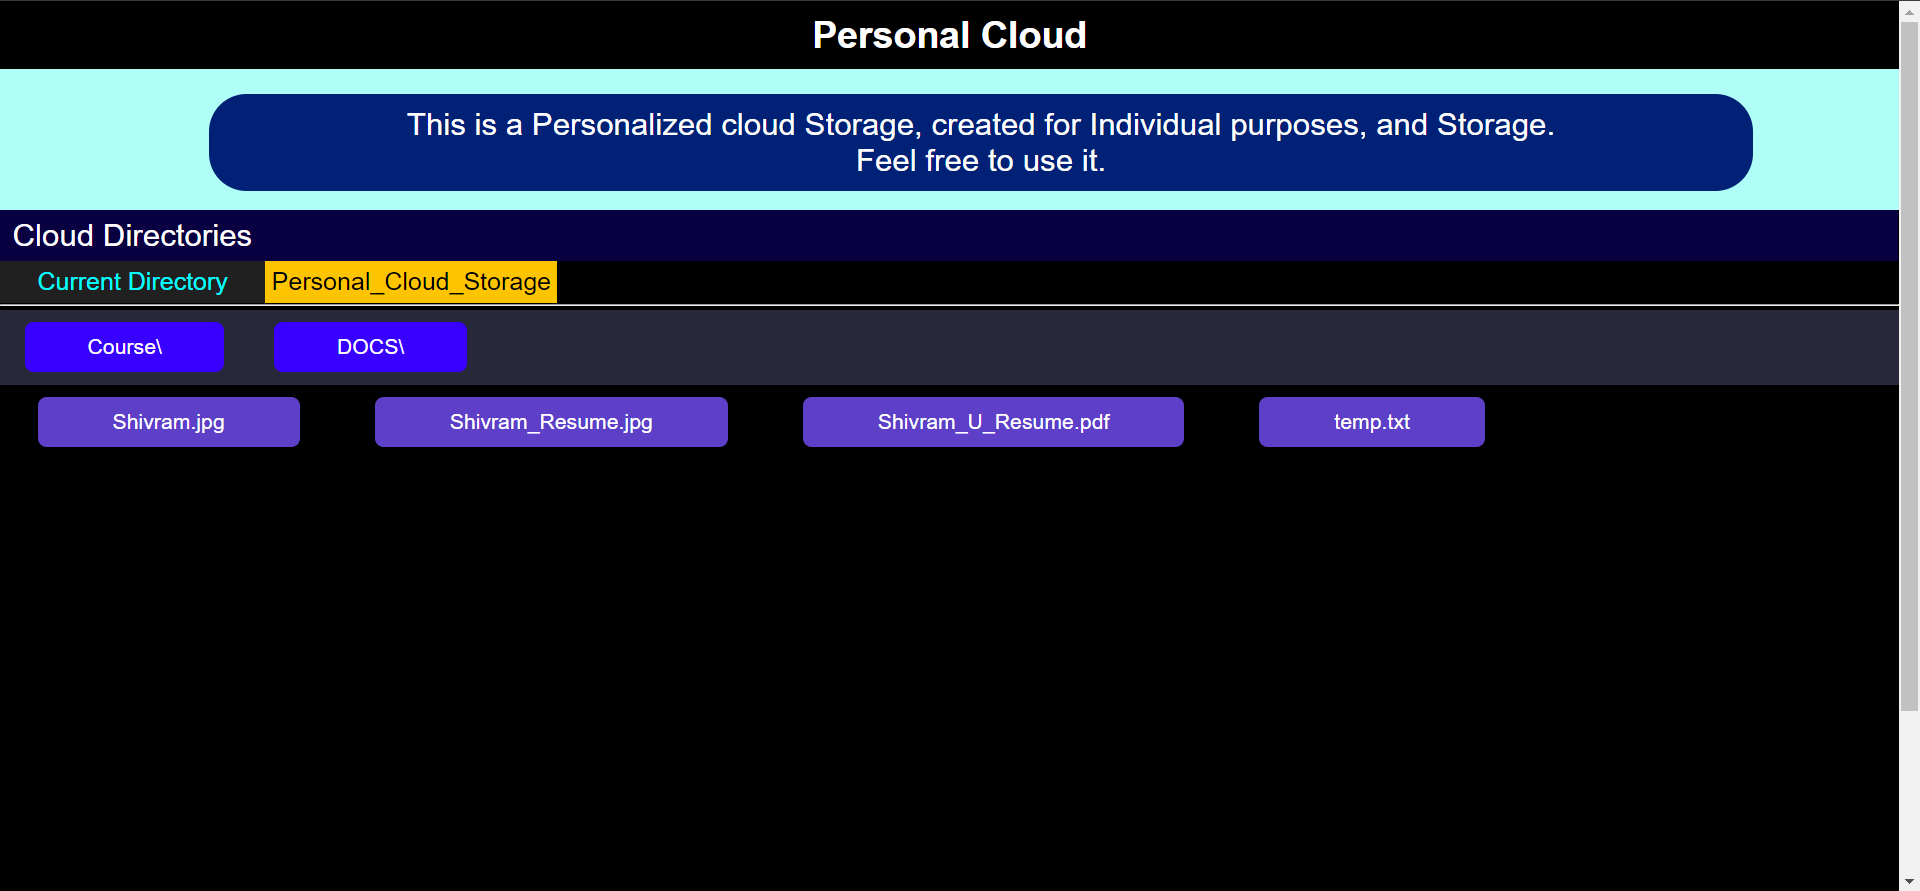 Personal Cloud
This is a Personalized cloud Storage, created for Individual purposes, and Storage.
Feel free to use it.
Cloud Directories
Current Directory Personal_Cloud_Storage
Course\ DOCS\
Shivram.jpg Shivram_Resume.jpg Shivram_U_Resume.pdf temp.txt